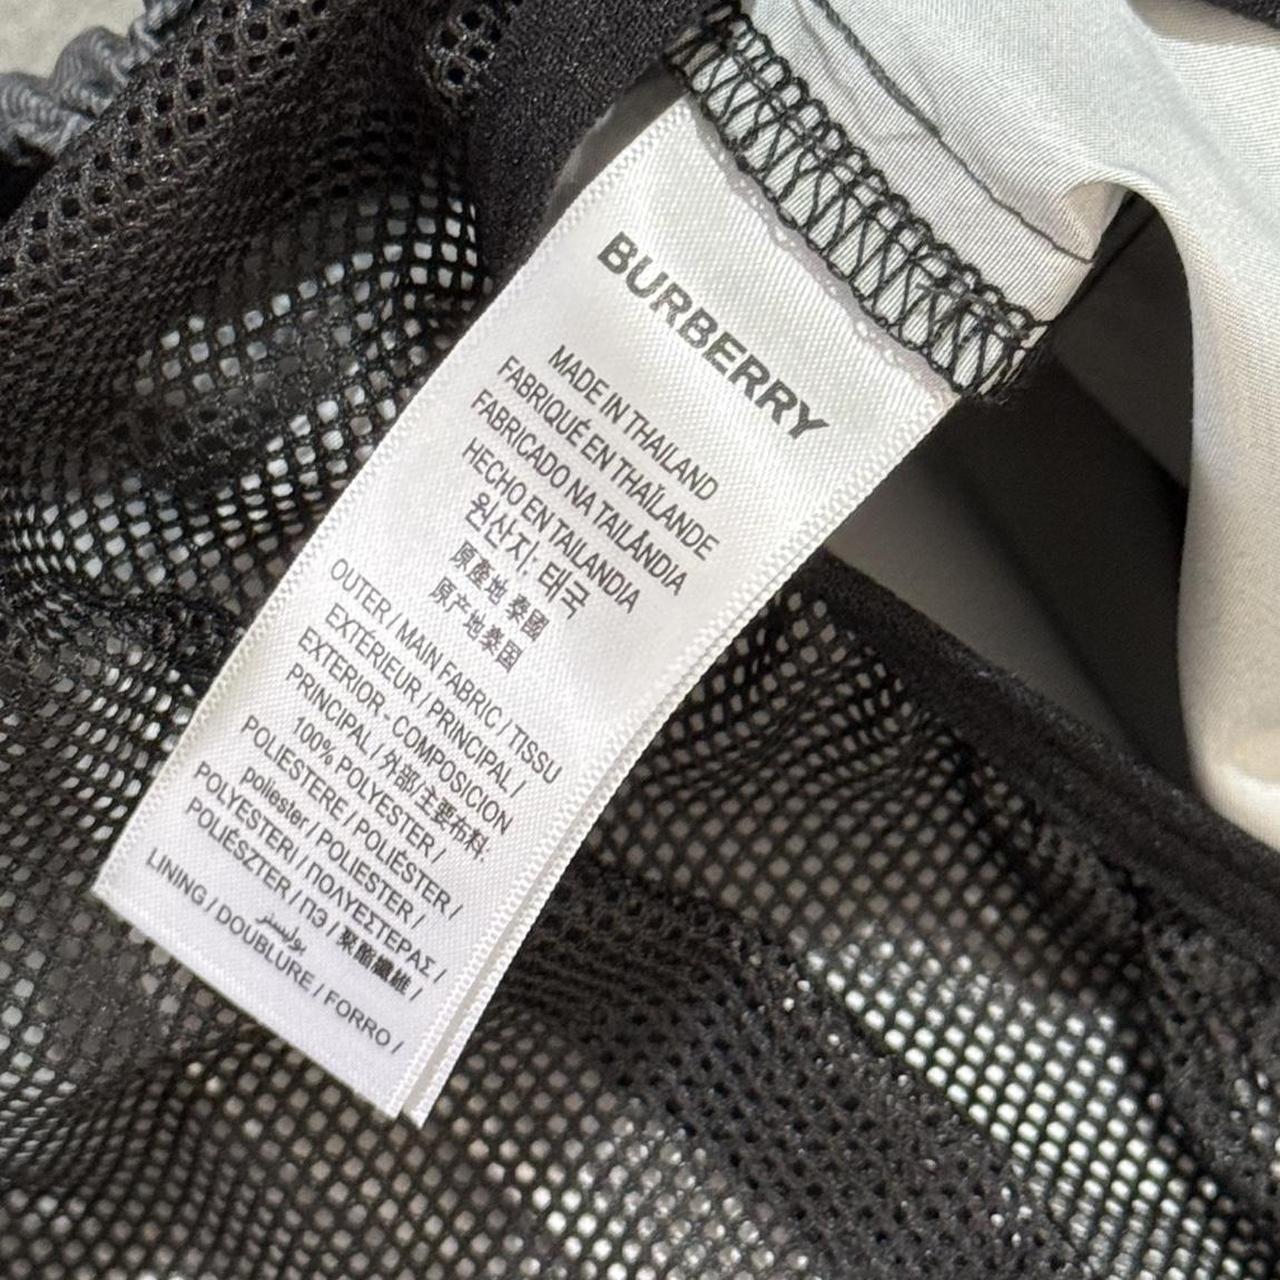 BURBERRY
MADE IN THAILAND
FABRIQUÉ EN THAÏLANDE
FABRICADO NA TAILÂNDIA
HECHO EN TAILANDIA
원산지: 태국
原產地 泰國
原产地泰国
OUTER / MAIN FABRIC / TISSU
EXTÉRIEUR / PRINCIPAL /
EXTERIOR - COMPOSICION
PRINCIPAL / 外部/主要布料.
100% POLYESTER /
POLIESTERE / POLIÉSTER /
poliester / POLIESTER /
POLYESTERI / ΠΟΛΥΕΣΤΕΡΑΣ /
POLIÉSZTER / ПЭ / 聚酯纖維 /
بوليستر
LINING / DOUBLURE / FORRO /